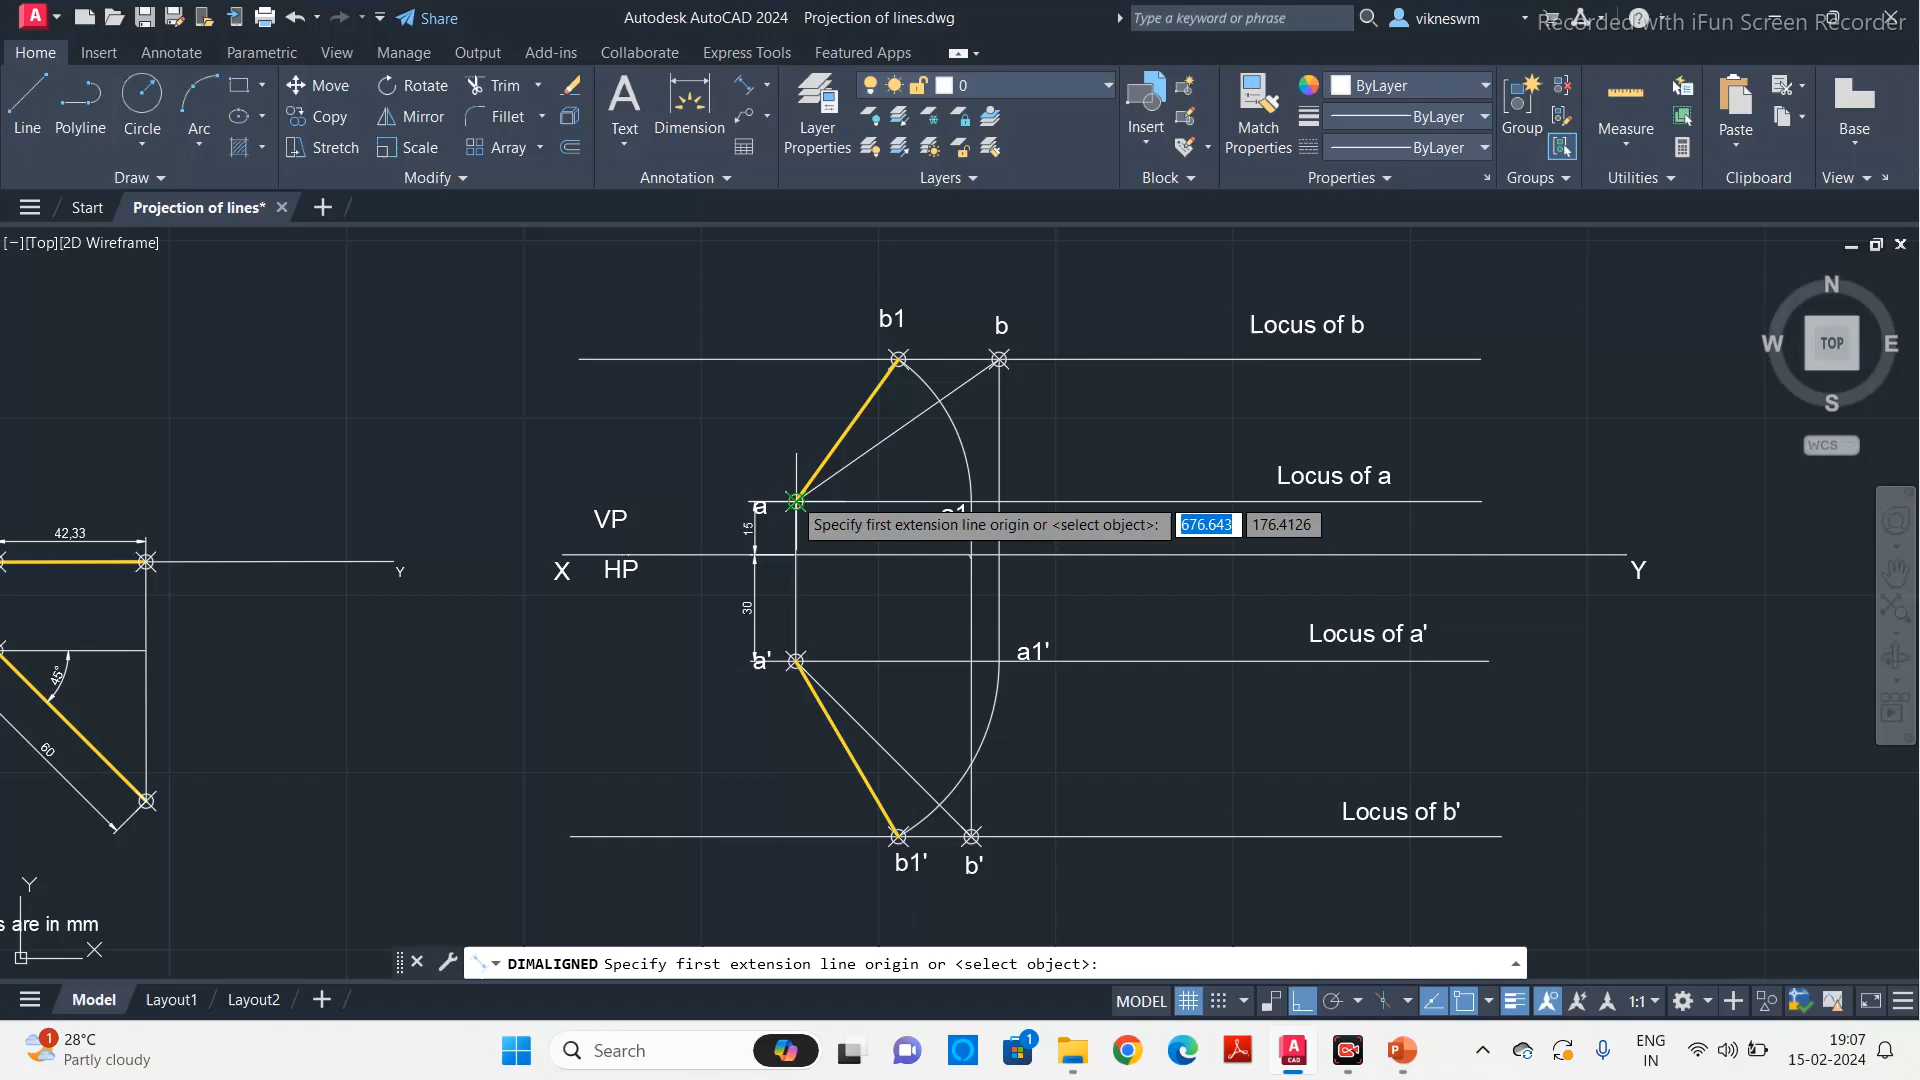 Share
Autodesk AutoCAD 2024 Projection of lines.dwg
Type a keyword or phrase
vikneswm
Recorded with iFun Screen Recorder
Home Insert Annotate Parametric View Manage Output Add-ins Collaborate Express Tools Featured Apps
Line Polyline Circle Arc
Move Rotate Trim
Copy Mirror Fillet
Stretch Scale Array
Text Dimension
Layer Properties
0
Insert
Match Properties
ByLayer
ByLayer
ByLayer
Group
Measure
Paste
Base
Draw Modify Annotation Layers Block Properties Groups Utilities Clipboard View
Start Projection of lines*
[−][Top][2D Wireframe]
N
W TOP E
S
WCS
b1 b Locus of b
Locus of a
a
VP
15
Specify first extension line origin or <select object>: 676.643 176.4126
42,33
Y
X HP Y
30
Locus of a'
a' a1'
45°
60
Locus of b'
b1' b'
Y
s are in mm
X
DIMALIGNED Specify first extension line origin or <select object>:
Model Layout1 Layout2
MODEL 1:1
1
28°C
Partly cloudy
Search
1
ENG
IN
19:07
15-02-2024